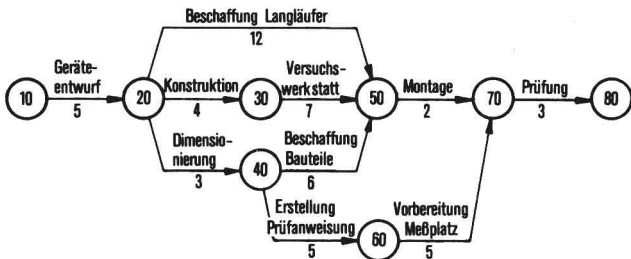 Beschaffung Langläufer
12
Geräte-
entwurf
5
Konstruktion
4
Versuchs-
werkstatt
7
Montage
2
Prüfung
3
10
20
30
50
70
80
Dimensio-
nierung
3
40
Beschaffung
Bauteile
6
Erstellung
Prüfanweisung
5
60
Vorbereitung
Meßplatz
5